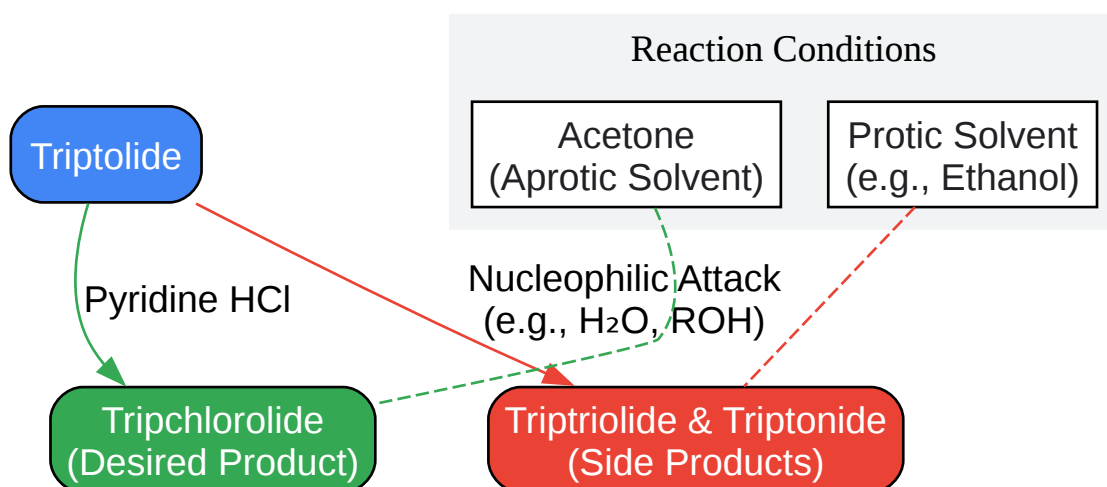 Reaction Conditions
Acetone
(Aprotic Solvent)
Protic Solvent
(e.g., Ethanol)
Triptolide
Pyridine HCl
Nucleophilic Attack
(e.g., H₂O, ROH)
Tripchlorolide
(Desired Product)
Triptriolide & Triptonide
(Side Products)